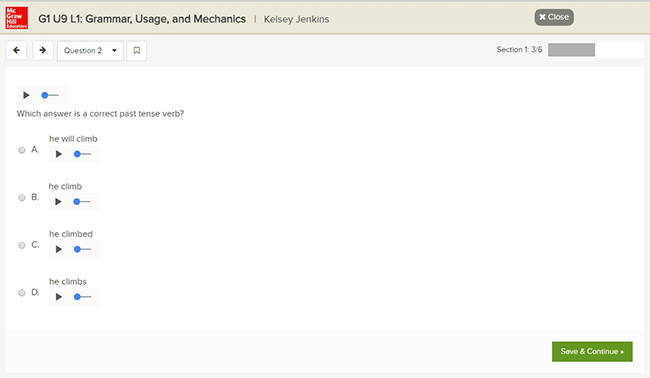 Mc
Graw
Hill
Education
G1 U9 L1: Grammar, Usage, and Mechanics | Kelsey Jenkins
✖ Close
Question 2
Section 1: 3/6
Which answer is a correct past tense verb?
A. he will climb
B. he climb
C. he climbed
D. he climbs
Save & Continue »